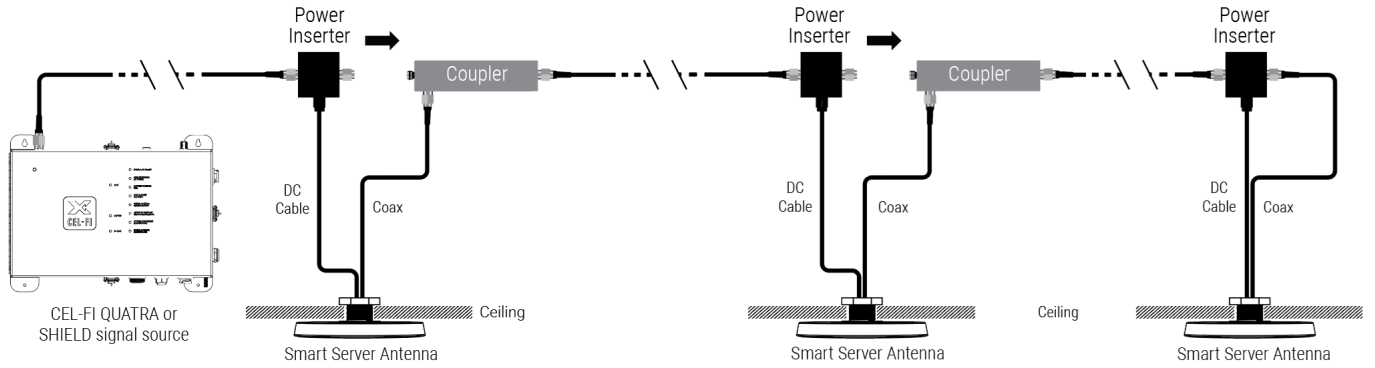 Power
Inserter
Coupler
Power
Inserter
Coupler
Power
Inserter
DC
Cable
Coax
DC
Cable
Coax
DC
Cable
Coax
CEL-FI
CEL-FI QUATRA or
SHIELD signal source
Ceiling
Ceiling
Smart Server Antenna
Smart Server Antenna
Smart Server Antenna